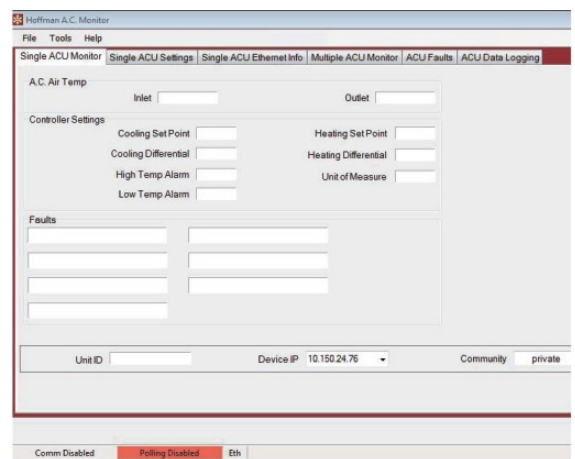 Hoffman A.C. Monitor
File Tools Help
Single ACU Monitor Single ACU Settings Single ACU Ethernet Info Multiple ACU Monitor ACU Faults ACU Data Logging
A.C. Air Temp
Inlet Outlet
Controller Settings
Cooling Set Point Heating Set Point
Cooling Differential Heating Differential
High Temp Alarm Unit of Measure
Low Temp Alarm
Faults
Unit ID Device IP 10.150.24.76 Community private
Comm Disabled Polling Disabled Eth